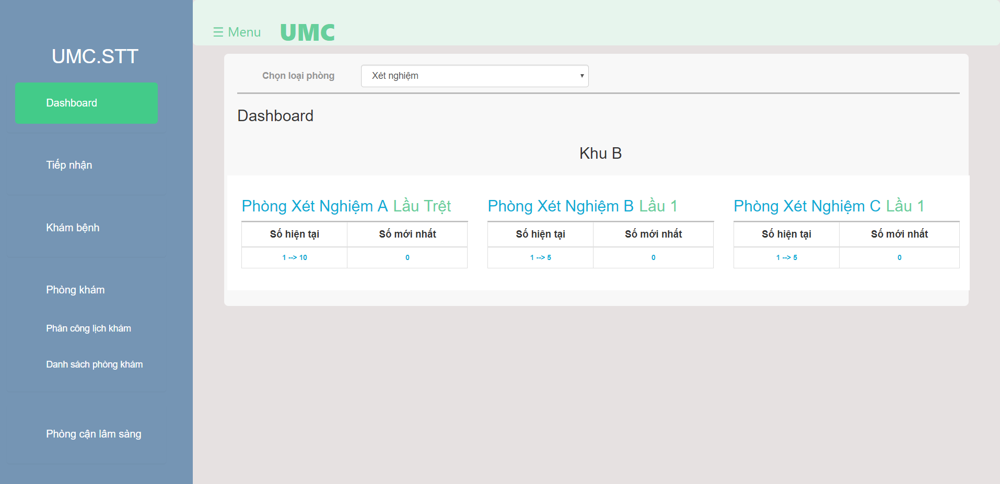 UMC.STT
Dashboard
Tiếp nhận
Khám bệnh
Phòng khám
Phân công lịch khám
Danh sách phòng khám
Phòng cận lâm sàng
☰ Menu UMC
Chọn loại phòng Xét nghiệm
Dashboard
Khu B
Phòng Xét Nghiệm A Lầu Trệt
Số hiện tại Số mới nhất
1 --> 10 0
Phòng Xét Nghiệm B Lầu 1
Số hiện tại Số mới nhất
1 --> 5 0
Phòng Xét Nghiệm C Lầu 1
Số hiện tại Số mới nhất
1 --> 5 0